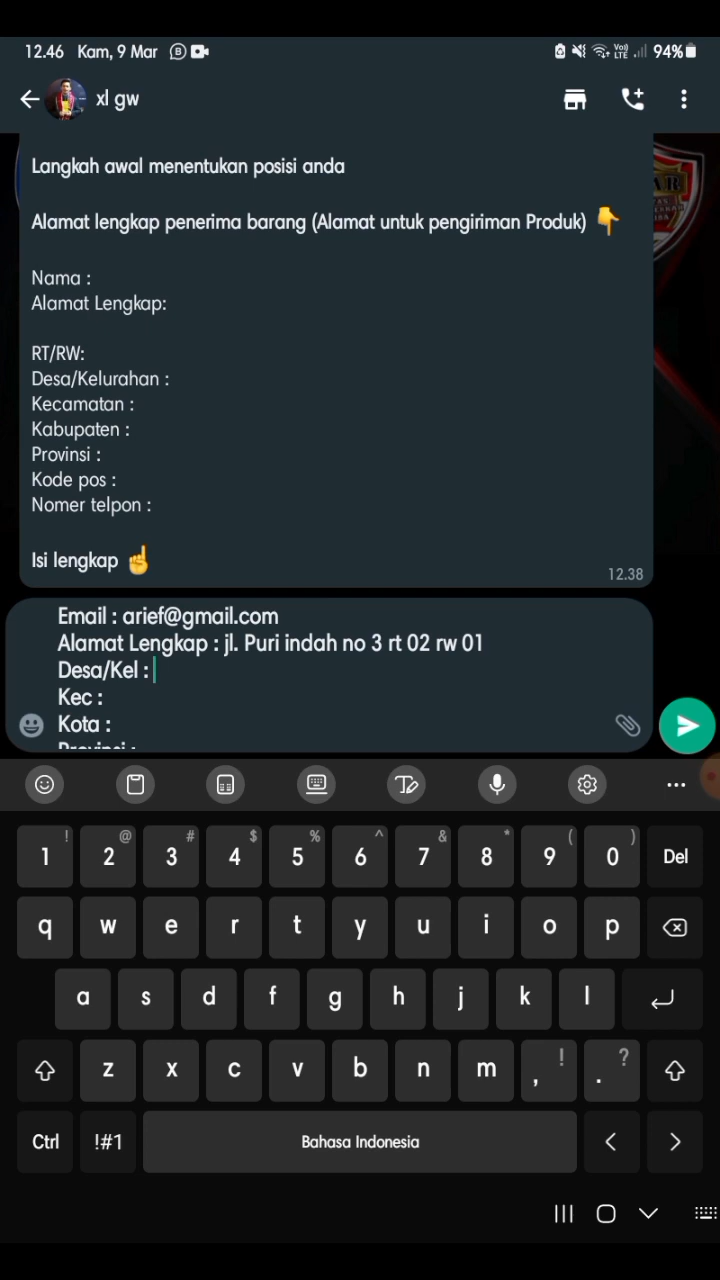 12.46 Kam, 9 Mar
Vo)) LTE 94%
xl gw
Langkah awal menentukan posisi anda
Alamat lengkap penerima barang (Alamat untuk pengiriman Produk) 👇
Nama :
Alamat Lengkap:
RT/RW:
Desa/Kelurahan :
Kecamatan :
Kabupaten :
Provinsi :
Kode pos :
Nomer telpon :
Isi lengkap ☝
12.38
Email : arief@gmail.com
Alamat Lengkap : jl. Puri indah no 3 rt 02 rw 01
Desa/Kel :
Kec :
Kota :
Provinsi :
! @ # $ % ^ & * ( )
1 2 3 4 5 6 7 8 9 0 Del
q w e r t y u i o p
a s d f g h j k l
z x c v b n m , ! . ?
Ctrl !#1 Bahasa Indonesia < >